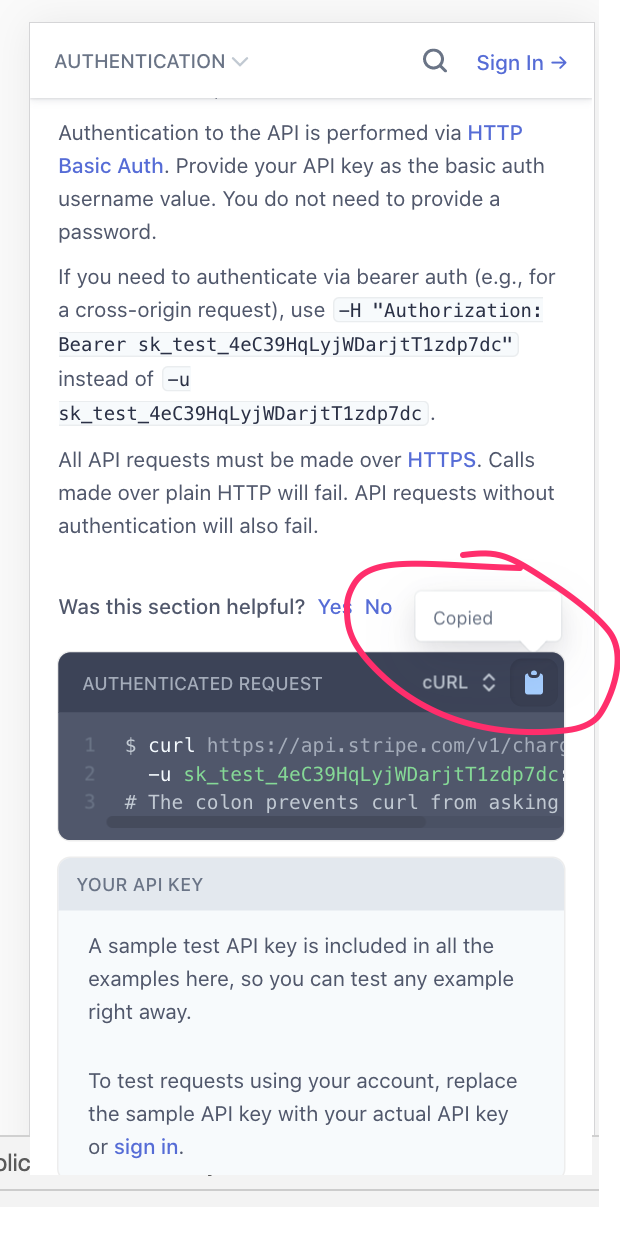 AUTHENTICATION
Sign In →
Authentication to the API is performed via HTTP
Basic Auth. Provide your API key as the basic auth
username value. You do not need to provide a
password.
If you need to authenticate via bearer auth (e.g., for
a cross-origin request), use -H "Authorization:
Bearer sk_test_4eC39HqLyjWDarjtT1zdp7dc"
instead of -u
sk_test_4eC39HqLyjWDarjtT1zdp7dc.
All API requests must be made over HTTPS. Calls
made over plain HTTP will fail. API requests without
authentication will also fail.
Was this section helpful? Yes No
Copied
AUTHENTICATED REQUEST cURL
1 $ curl https://api.stripe.com/v1/charg
2 -u sk_test_4eC39HqLyjWDarjtT1zdp7dc:
3 # The colon prevents curl from asking
YOUR API KEY
A sample test API key is included in all the
examples here, so you can test any example
right away.
To test requests using your account, replace
the sample API key with your actual API key
or sign in.